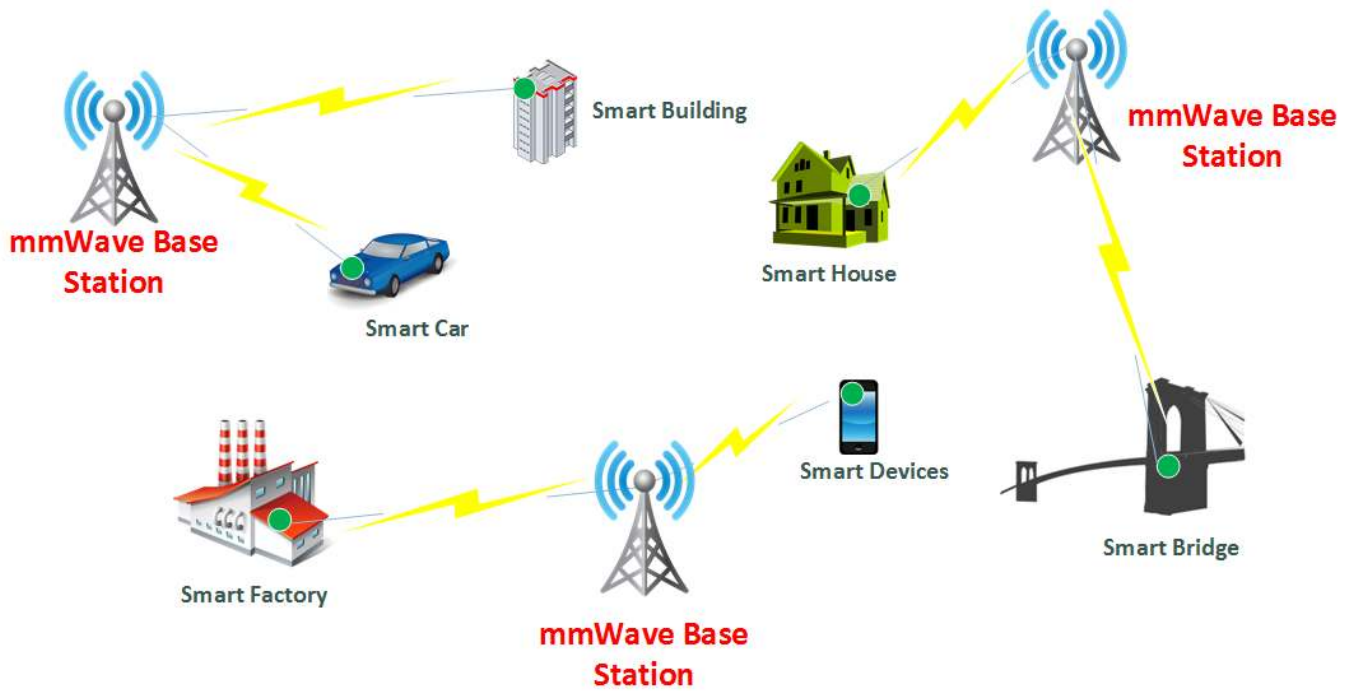 Smart Building
mmWave Base
Station
mmWave Base
Station
Smart House
Smart Car
Smart Devices
Smart Bridge
Smart Factory
mmWave Base
Station